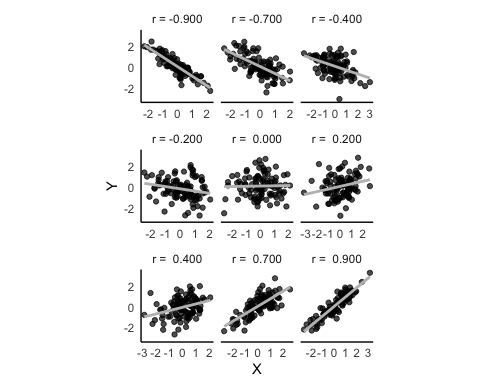 r = -0.900 r = -0.700 r = -0.400
2
0
-2
-2 -1 0 1 2 -2 -1 0 1 2 -2 -1 0 1 2 3
r = -0.200 r = 0.000 r = 0.200
2
0
-2
-2 -1 0 1 2 -2 -1 0 1 2 -3 -2 -1 0 1 2
Y
r = 0.400 r = 0.700 r = 0.900
2
0
-2
-3 -2 -1 0 1 2 -2 -1 0 1 2 -2 -1 0 1 2 3
X